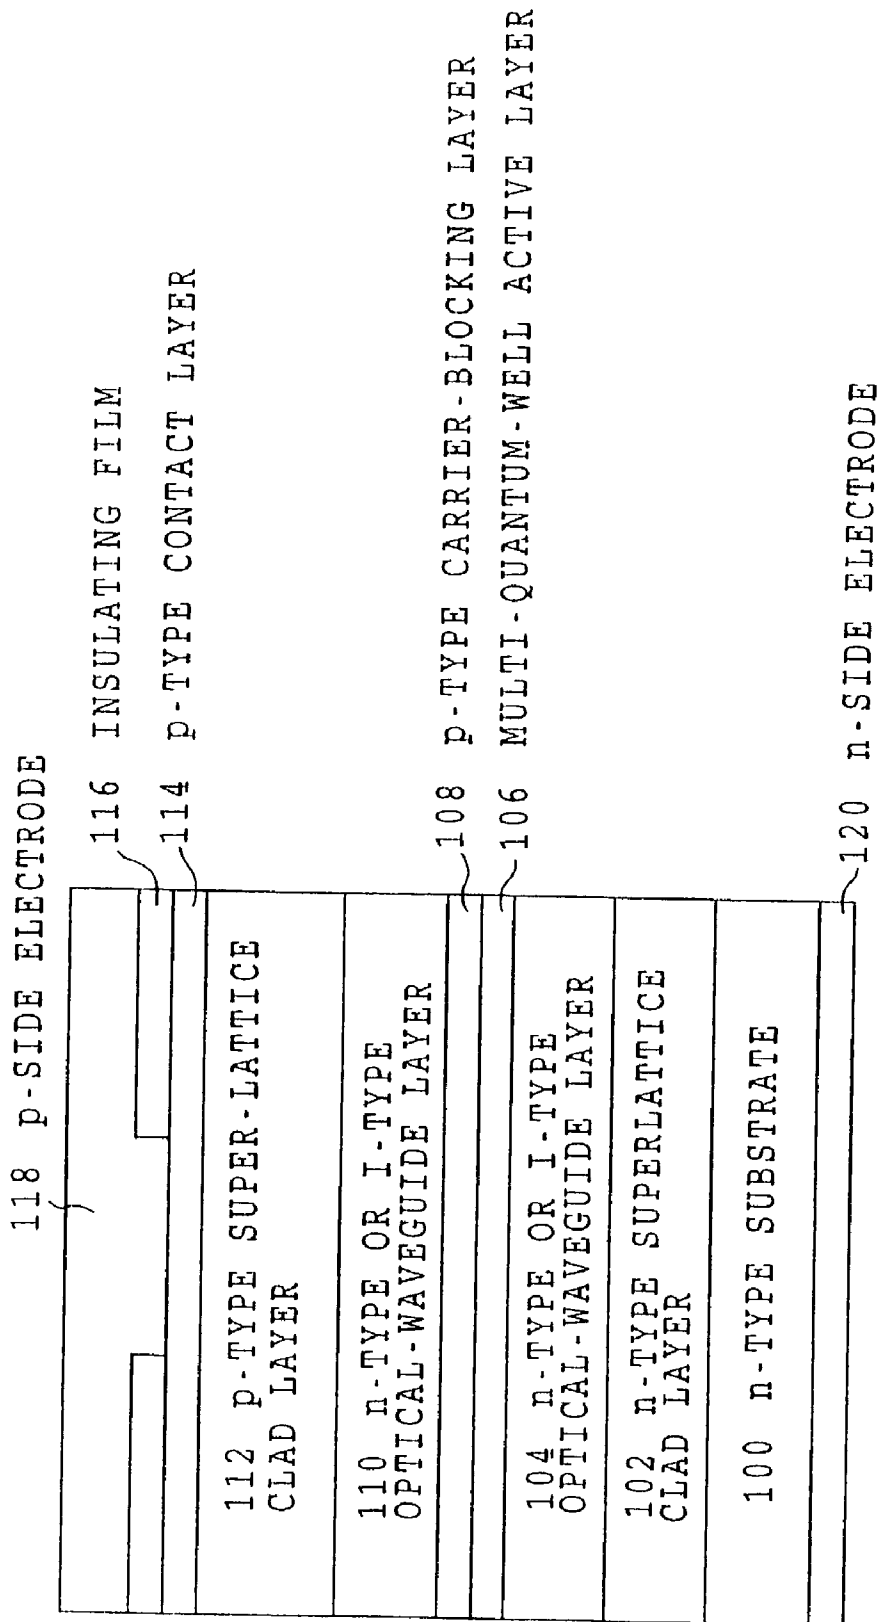 118 p-SIDE ELECTRODE
116 INSULATING FILM
114 p-TYPE CONTACT LAYER
112 p-TYPE SUPER-LATTICE
CLAD LAYER
110 n-TYPE OR I-TYPE
OPTICAL-WAVEGUIDE LAYER
108 p-TYPE CARRIER-BLOCKING LAYER
106 MULTI-QUANTUM-WELL ACTIVE LAYER
104 n-TYPE OR I-TYPE
OPTICAL-WAVEGUIDE LAYER
102 n-TYPE SUPERLATTICE
CLAD LAYER
100 n-TYPE SUBSTRATE
120 n-SIDE ELECTRODE